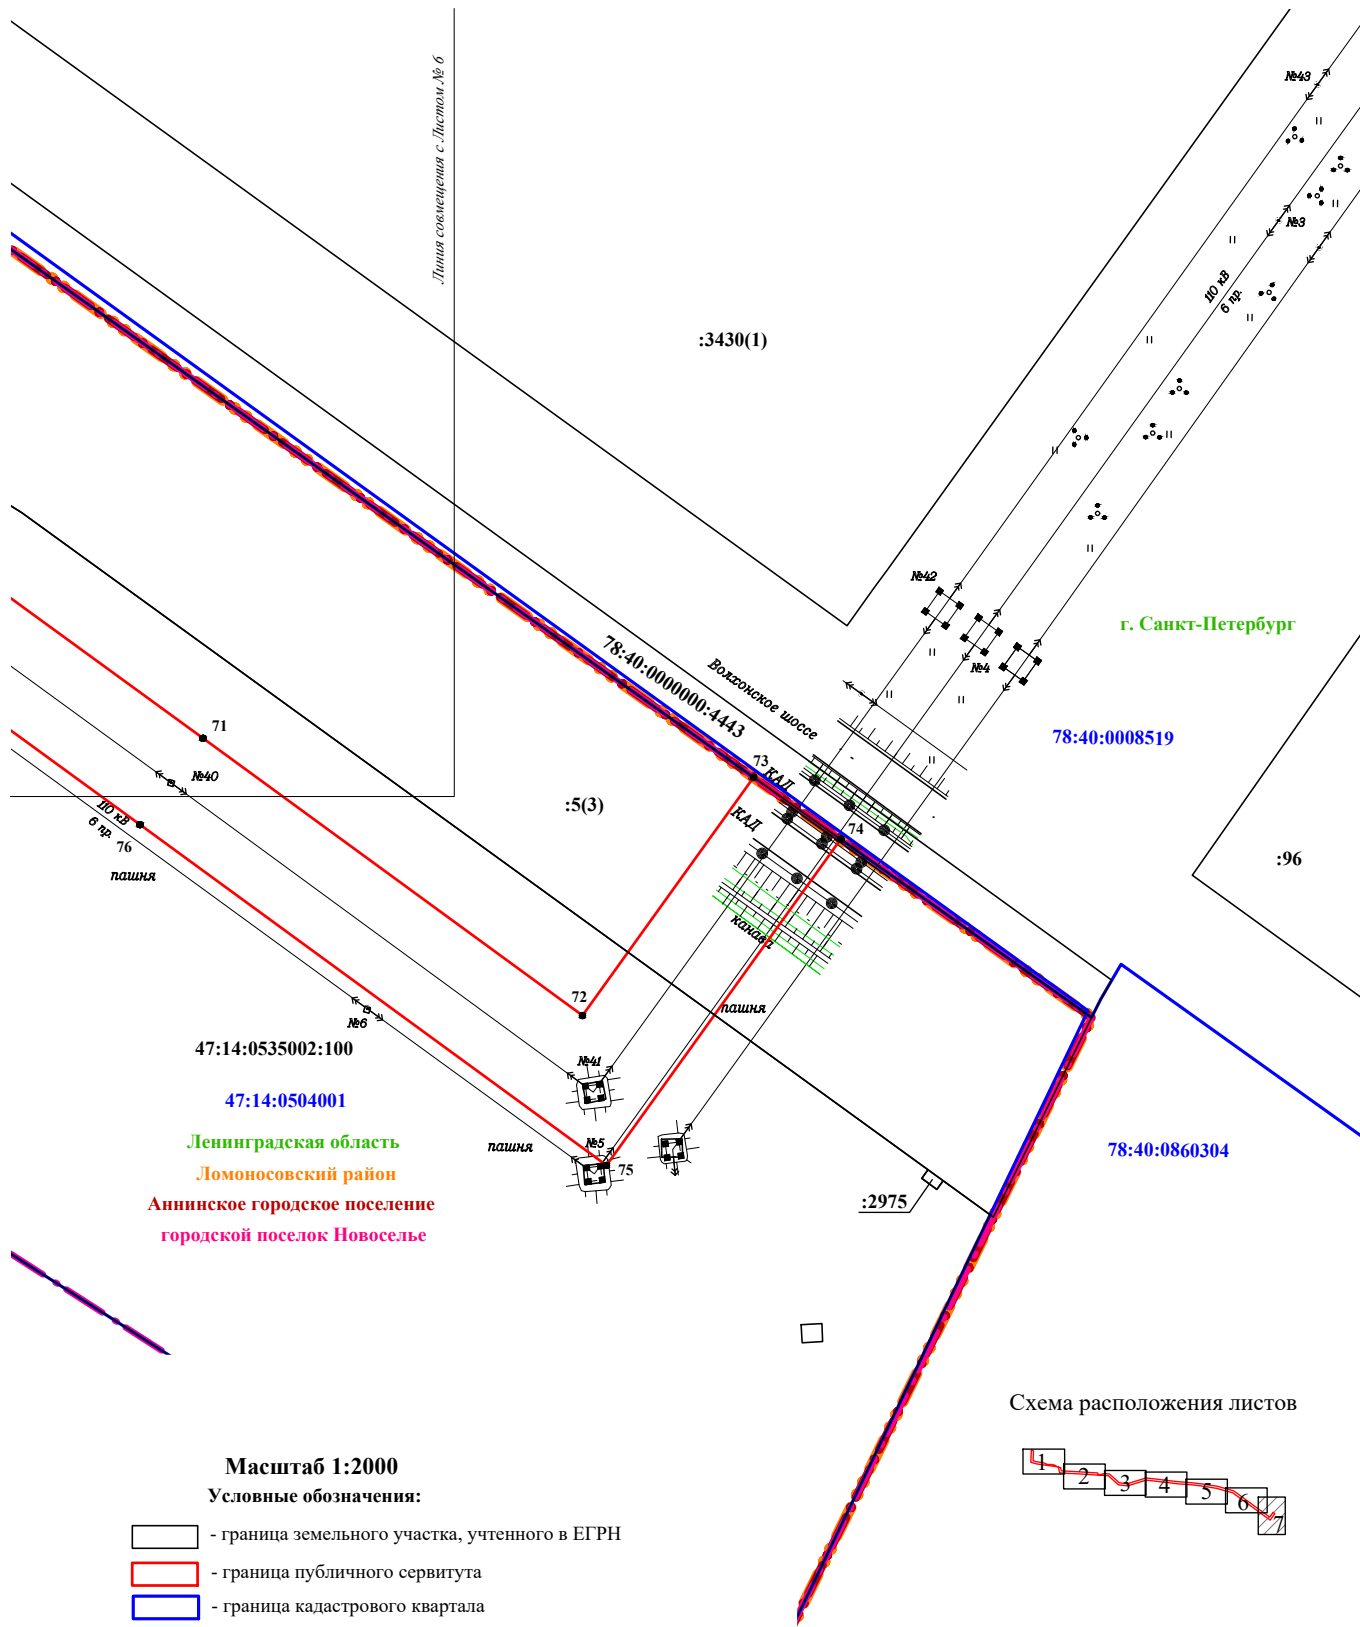 Линия совмещения с Листом № 6
№43
№3
110 кВ
6 пр.
:3430(1)
№42
№4
г. Санкт-Петербург
78:40:0000000:4443
Волхонское шоссе
78:40:0008519
71
№40
73
КАД
:5(3)
КАД
74
110 кВ
6 пр.
76
пашня
:96
канава
72
пашня
№6
47:14:0535002:100
№41
47:14:0504001
Ленинградская область
пашня
№5
75
78:40:0860304
Ломоносовский район
Аннинское городское поселение
:2975
городской поселок Новоселье
Схема расположения листов
1
2
3
4
5
6
7
Масштаб 1:2000
Условные обозначения:
- граница земельного участка, учтенного в ЕГРН
- граница публичного сервитута
- граница кадастрового квартала